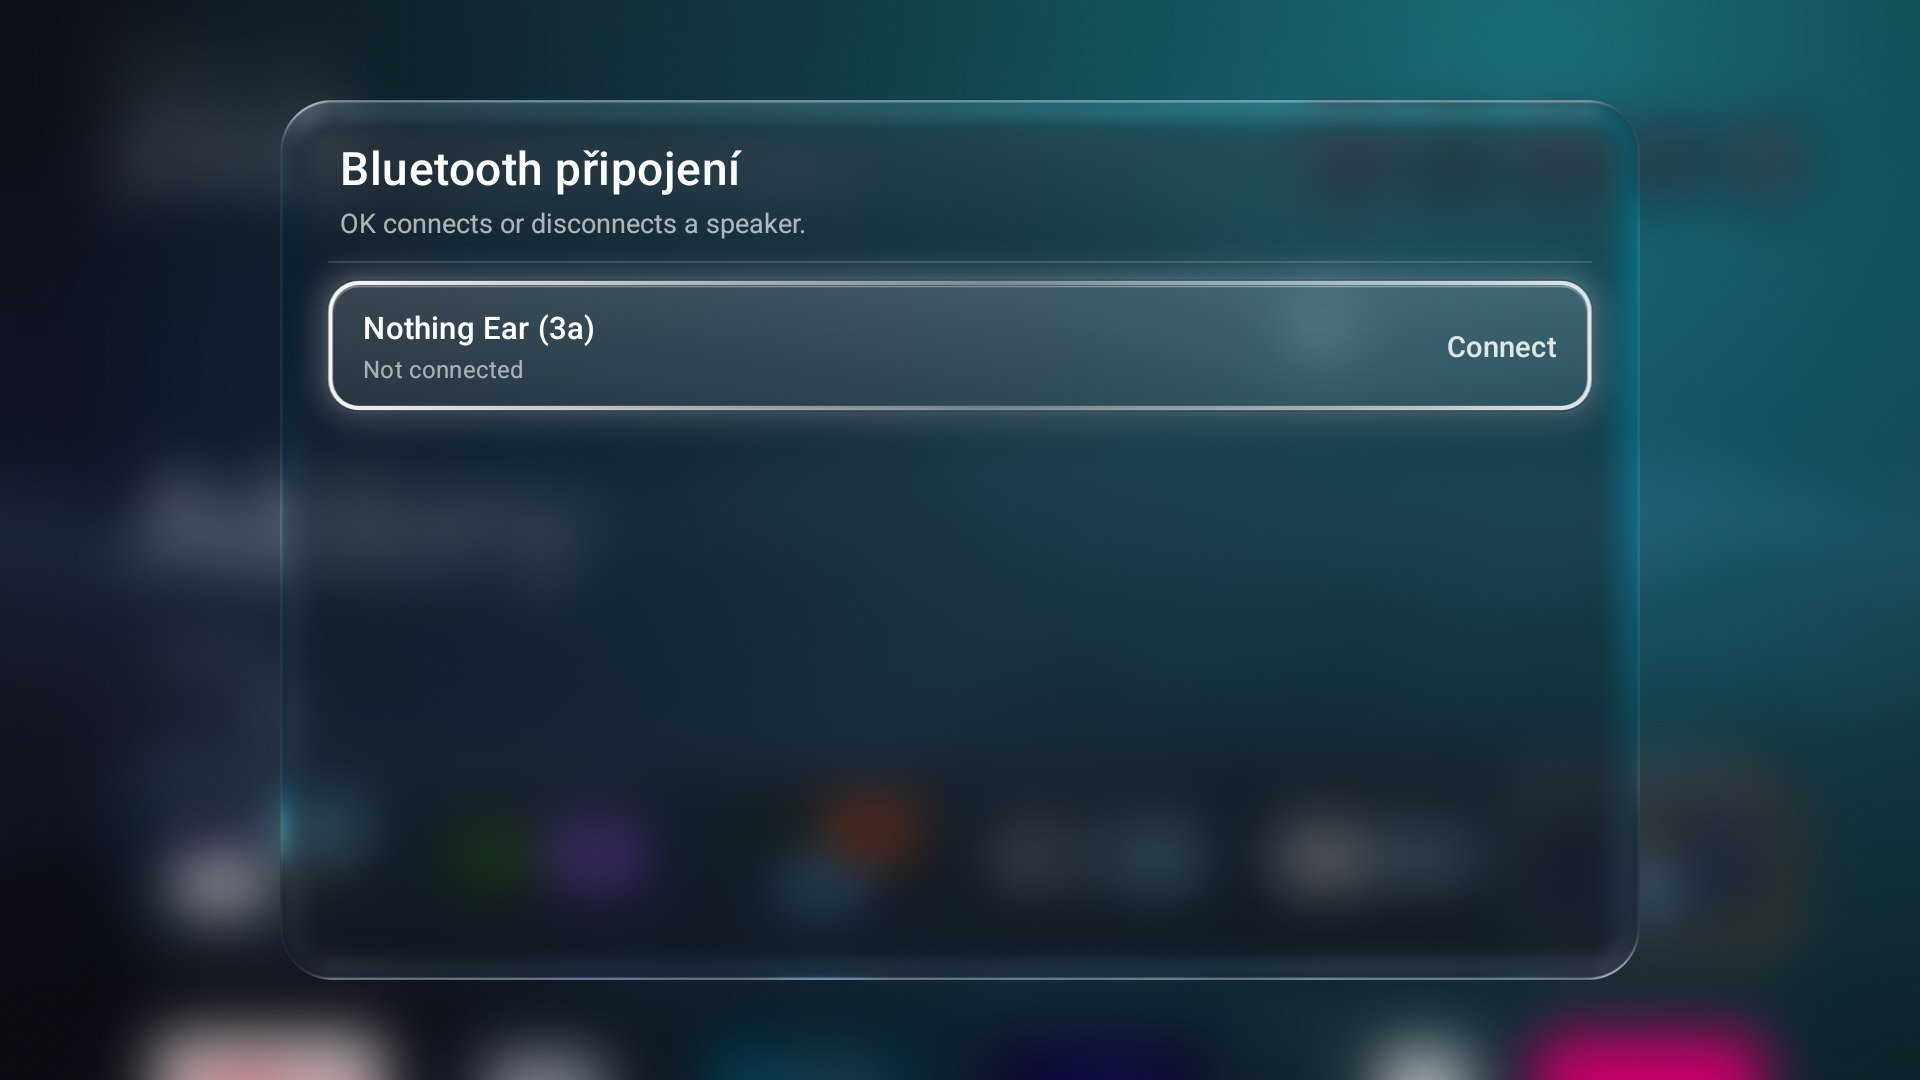 Bluetooth připojení
OK connects or disconnects a speaker.
Nothing Ear (3a)
Not connected
Connect